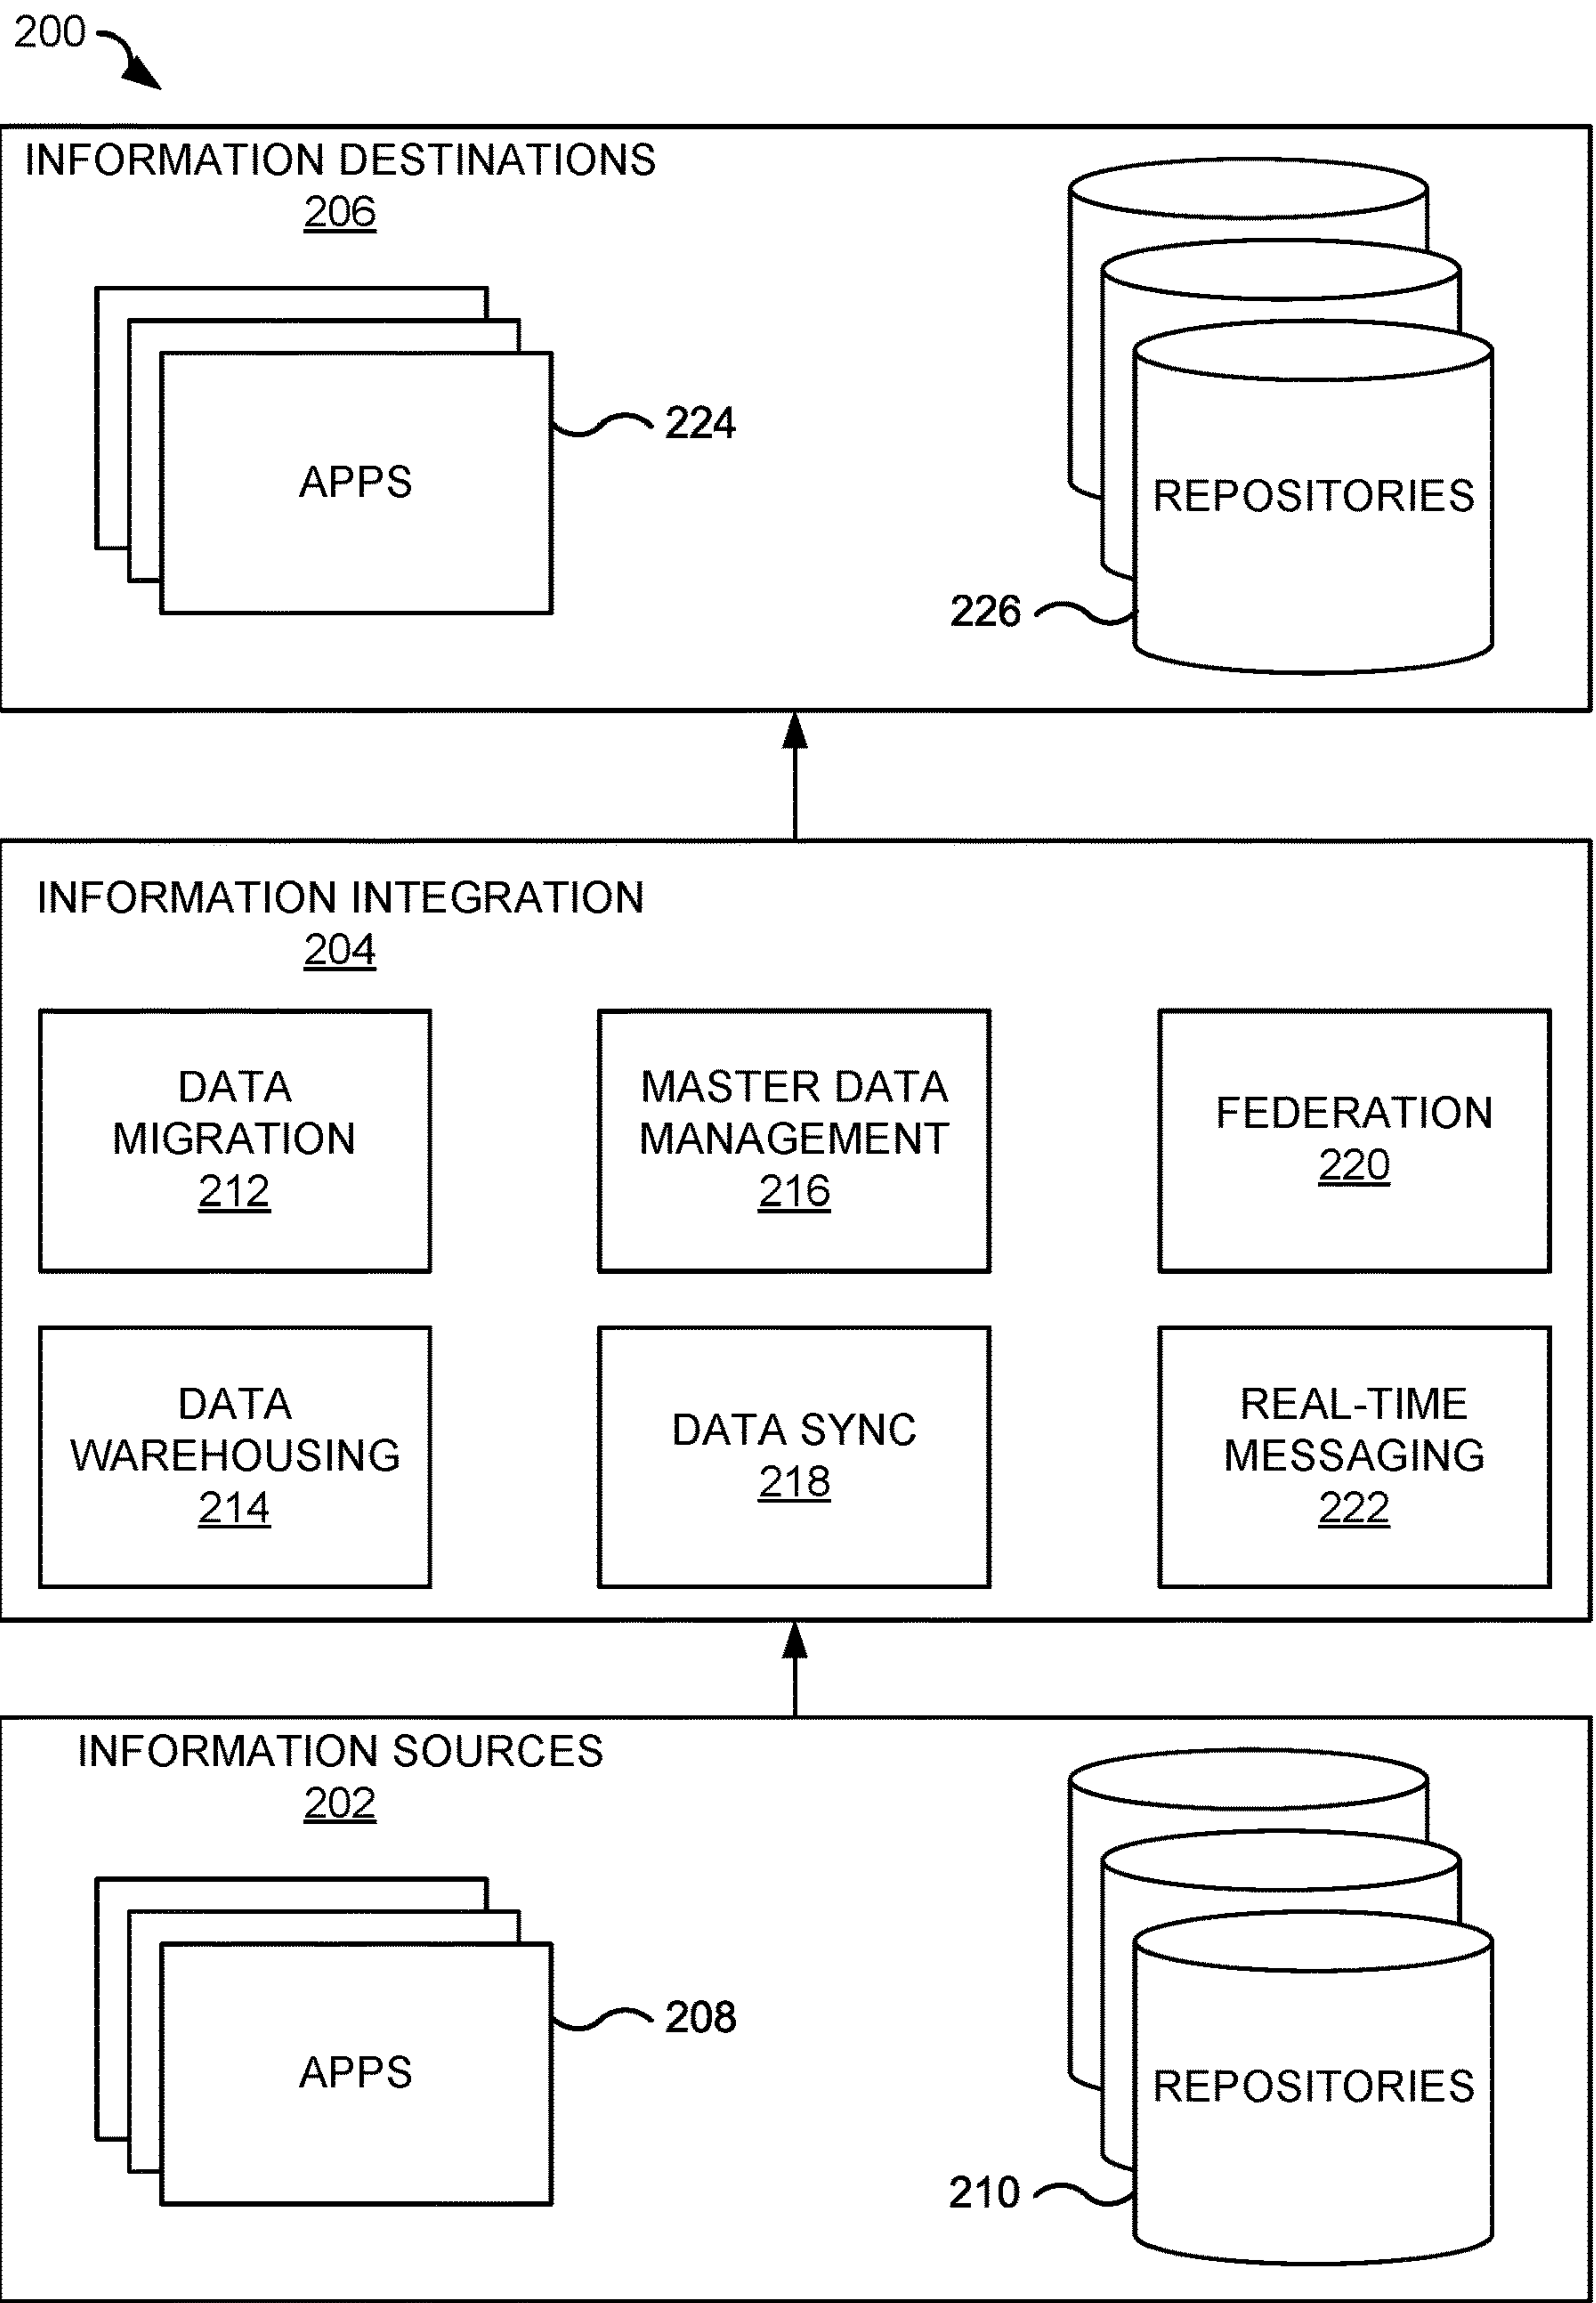 200
INFORMATION DESTINATIONS
206
APPS
224
REPOSITORIES
226
INFORMATION INTEGRATION
204
DATA
MIGRATION
212
MASTER DATA
MANAGEMENT
216
FEDERATION
220
DATA
WAREHOUSING
214
DATA SYNC
218
REAL-TIME
MESSAGING
222
INFORMATION SOURCES
202
APPS
208
REPOSITORIES
210